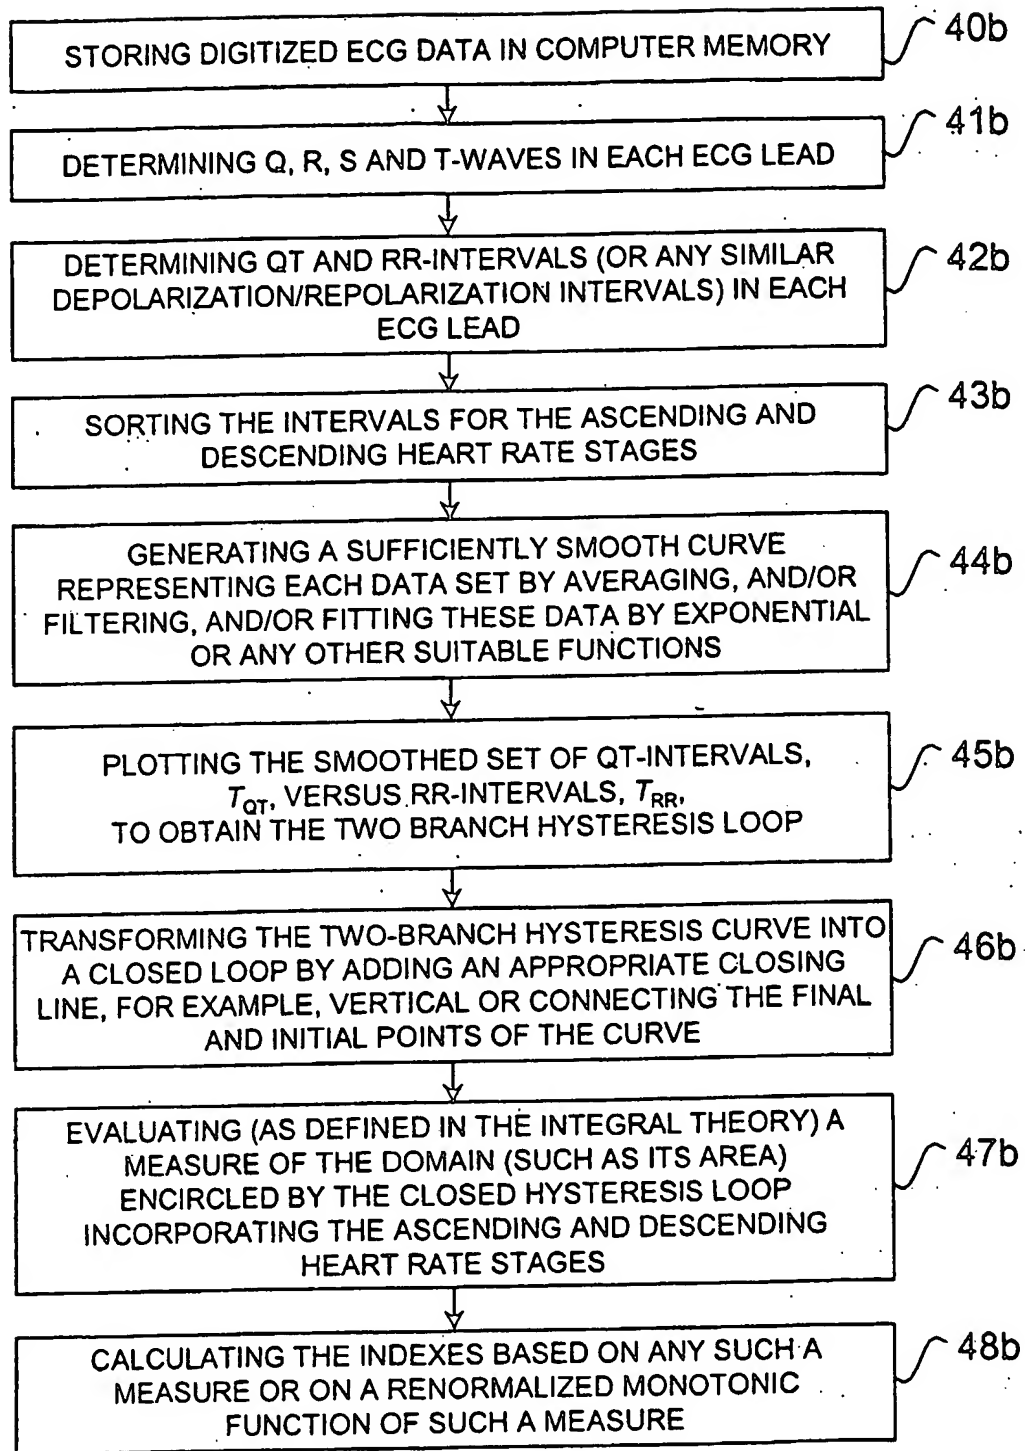 STORING DIGITIZED ECG DATA IN COMPUTER MEMORY
40b
DETERMINING Q, R, S AND T-WAVES IN EACH ECG LEAD
41b
DETERMINING QT AND RR-INTERVALS (OR ANY SIMILAR
DEPOLARIZATION/REPOLARIZATION INTERVALS) IN EACH
ECG LEAD
42b
SORTING THE INTERVALS FOR THE ASCENDING AND
DESCENDING HEART RATE STAGES
43b
GENERATING A SUFFICIENTLY SMOOTH CURVE
REPRESENTING EACH DATA SET BY AVERAGING, AND/OR
FILTERING, AND/OR FITTING THESE DATA BY EXPONENTIAL
OR ANY OTHER SUITABLE FUNCTIONS
44b
PLOTTING THE SMOOTHED SET OF QT-INTERVALS,
TQT, VERSUS RR-INTERVALS, TRR,
TO OBTAIN THE TWO BRANCH HYSTERESIS LOOP
45b
TRANSFORMING THE TWO-BRANCH HYSTERESIS CURVE INTO
A CLOSED LOOP BY ADDING AN APPROPRIATE CLOSING
LINE, FOR EXAMPLE, VERTICAL OR CONNECTING THE FINAL
AND INITIAL POINTS OF THE CURVE
46b
EVALUATING (AS DEFINED IN THE INTEGRAL THEORY) A
MEASURE OF THE DOMAIN (SUCH AS ITS AREA)
ENCIRCLED BY THE CLOSED HYSTERESIS LOOP
INCORPORATING THE ASCENDING AND DESCENDING
HEART RATE STAGES
47b
CALCULATING THE INDEXES BASED ON ANY SUCH A
MEASURE OR ON A RENORMALIZED MONOTONIC
FUNCTION OF SUCH A MEASURE
48b